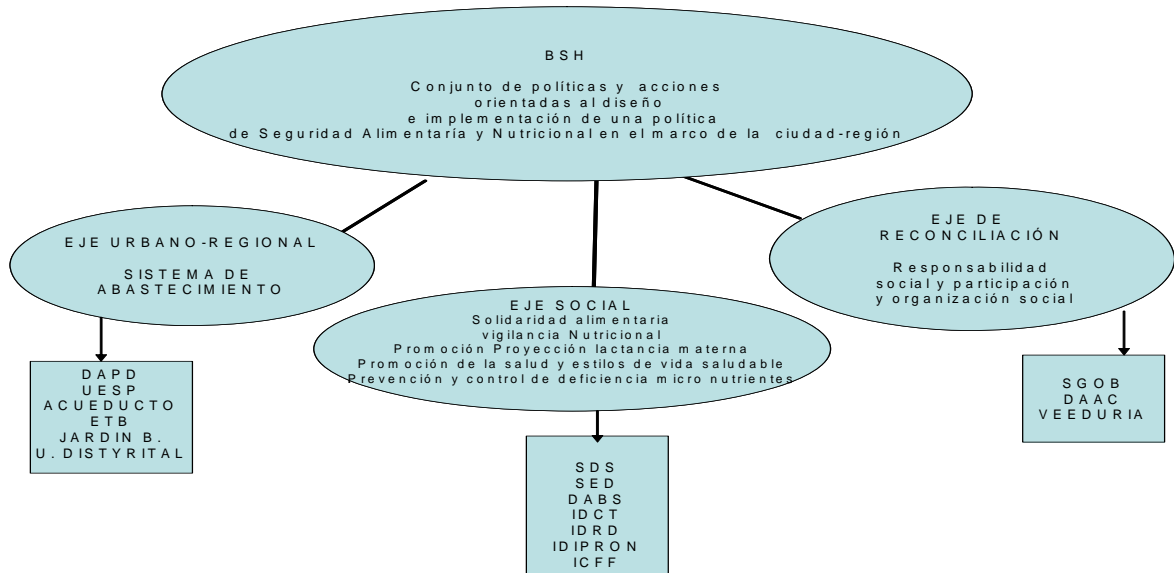 BSH
Conjunto de políticas y acciones
orientadas al diseño
e implementación de una política
de Seguridad Alimentaría y Nutricional en el marco de la ciudad-región
EJE URBANO-REGIONAL
SISTEMA DE
ABASTECIMIENTO
EJE SOCIAL
Solidaridad alimentaria
vigilancia Nutricional
Promoción Proyección lactancia materna
Promoción de la salud y estilos de vida saludable
Prevención y control de deficiencia micro nutrientes
EJE DE
RECONCILIACIÓN
Responsabilidad
social y participación
y organización social
DAPD
UESP
ACUEDUCTO
ETB
JARDIN B.
U. DISTYRITAL
SDS
SED
DABS
IDCT
IDRD
IDIPRON
ICFF
SGOB
DAAC
VEEDURIA